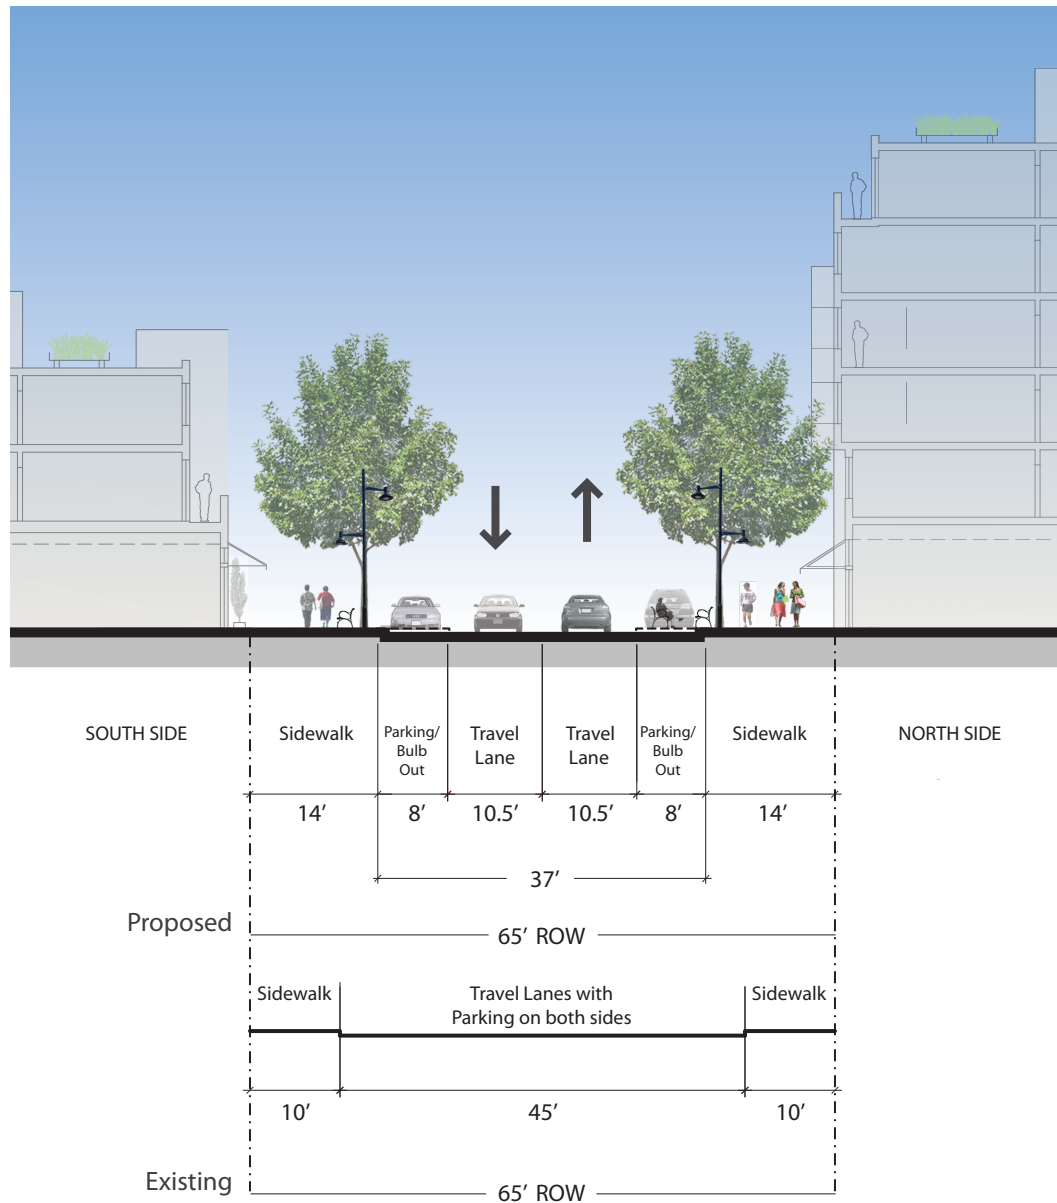 SOUTH SIDE
Sidewalk
Parking/
Bulb
Out
Travel
Lane
Travel
Lane
Parking/
Bulb
Out
Sidewalk
NORTH SIDE
14’
8’
10.5’
10.5’
8’
14’
37’
Proposed
65’ ROW
Sidewalk
Travel Lanes with
Parking on both sides
Sidewalk
10’
45’
10’
Existing
65’ ROW